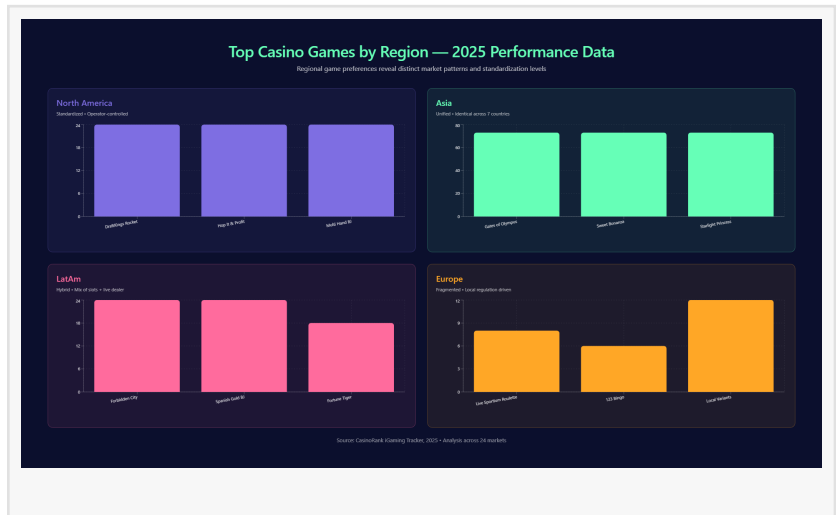 Top Casino Games by Region — 2025 Performance Data
Regional game preferences reveal distinct market patterns and standardization levels
North America
Standardized • Operator-controlled
24
18
12
6
0
DraftKings Rocket
Hop It & Profit
Multi Hand BJ
Asia
Unified • Identical across 7 countries
80
60
40
20
0
Gates of Olympus
Sweet Bonanza
Starlight Princess
LatAm
Hybrid • Mix of slots + live dealer
24
18
12
6
0
Forbidden City
Specials Gold BJ
Fortune Tiger
Europe
Fragmented • Local regulation driven
12
9
6
3
0
Live Sportium Roulette
123 Bingo
Local Variants
Source: CasinoRank iGaming Tracker, 2025 • Analysis across 24 markets